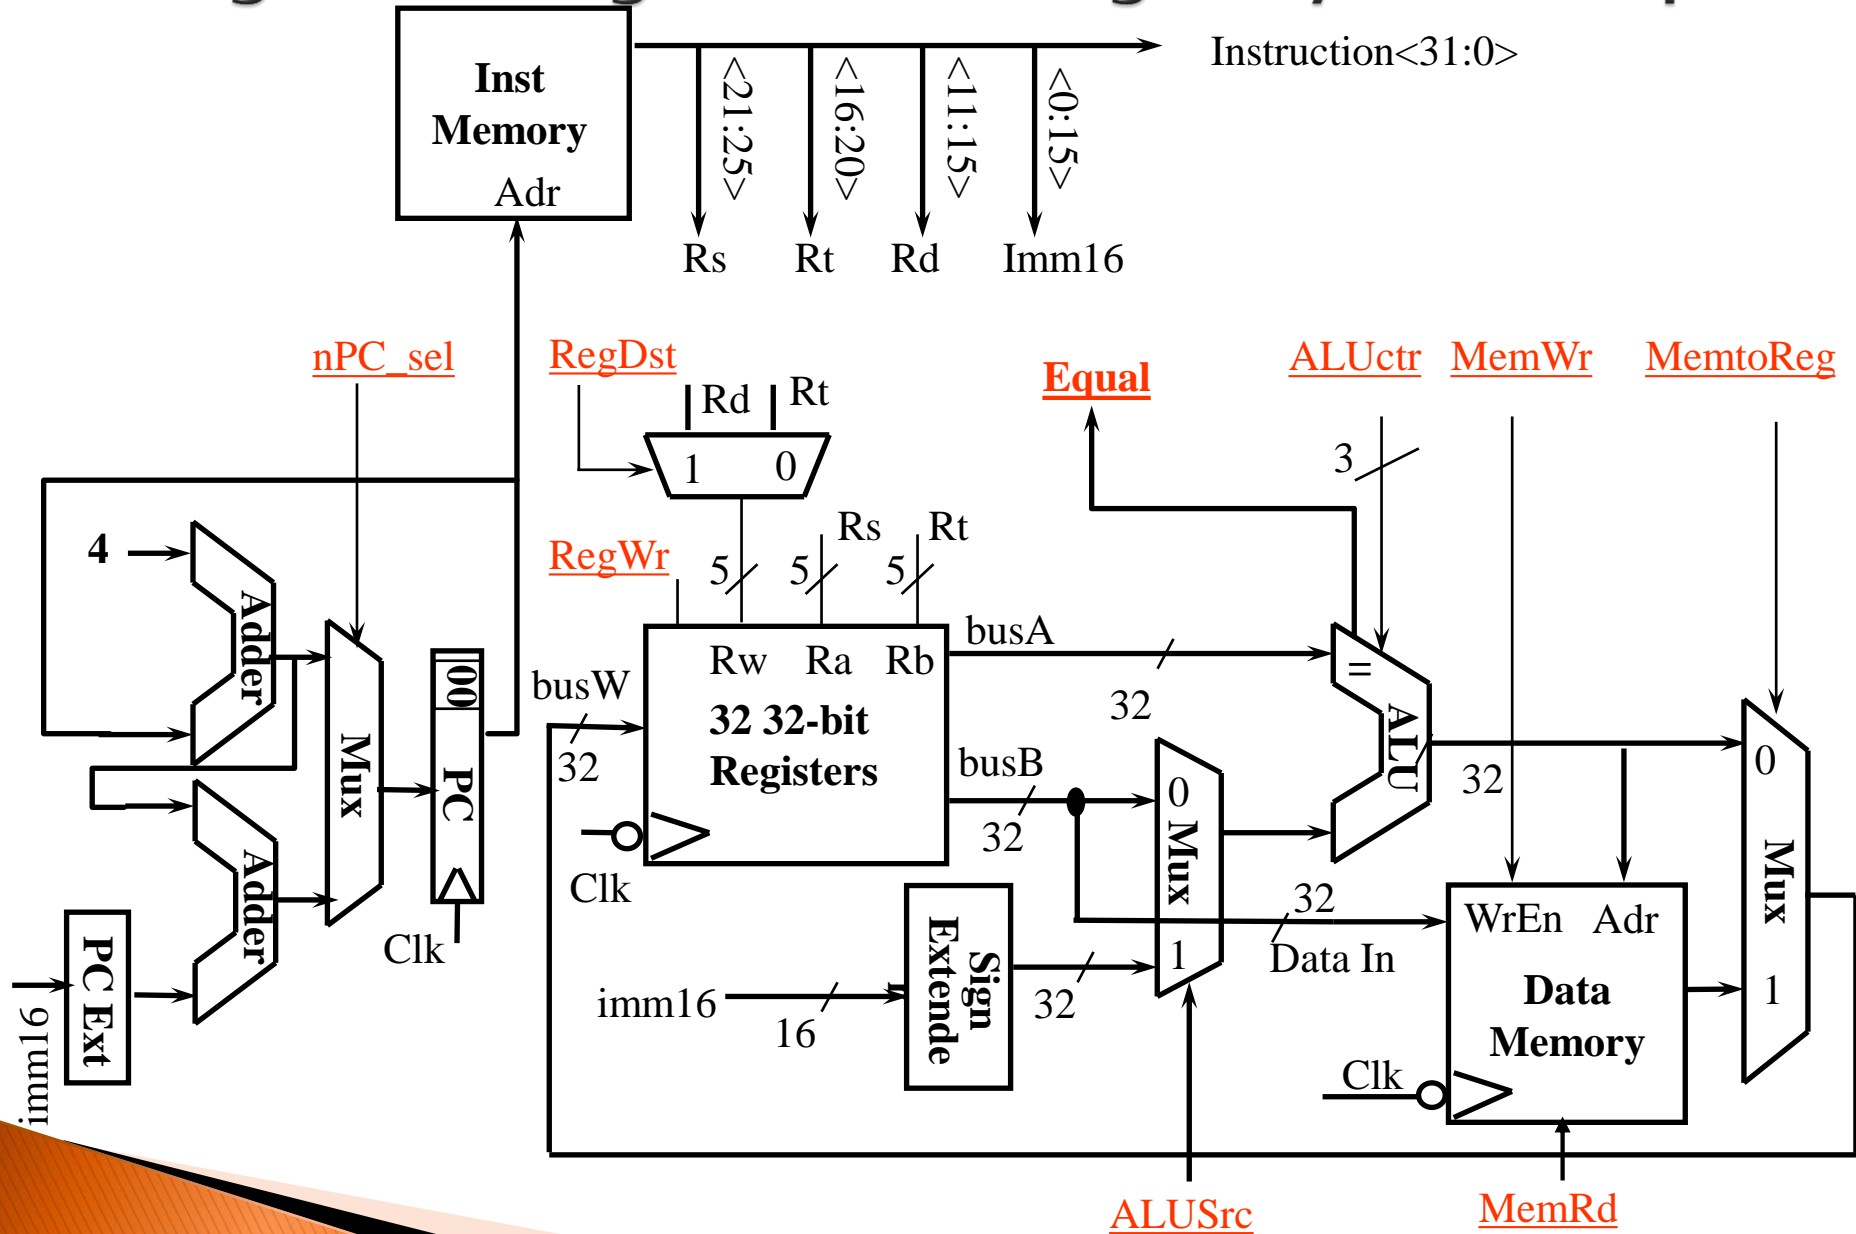 Inst
Memory
Adr
Instruction<31:0>
<21:25>
<16:20>
<11:15>
<0:15>
Rs
Rt
Rd
Imm16
nPC_sel
RegDst
Rd
Rt
1
0
Equal
ALUctr
MemWr
MemtoReg
3
4
Adder
RegWr
5
5
Rs
5
Rt
busW
32
Rw
Ra
Rb
32 32-bit
Registers
Clk
busA
32
busB
32
=
ALU
32
0
Mux
1
00
PC
Mux
Clk
Adder
PC Ext
imm16
imm16
16
Sign
Extende
32
0
Mux
1
32
Data In
WrEn
Adr
Data
Memory
Clk
ALUSrc
MemRd